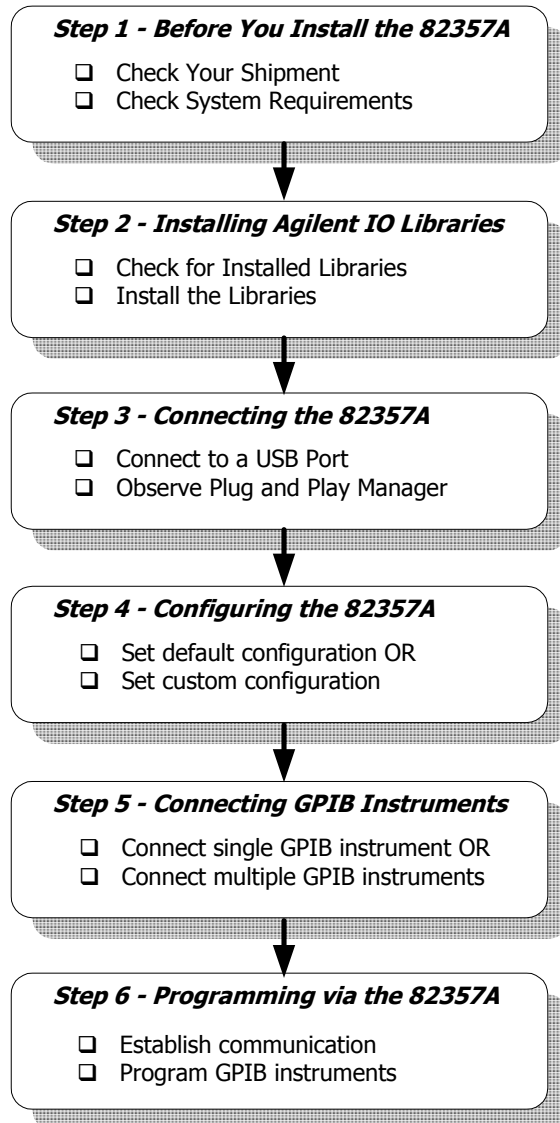 Step 1 - Before You Install the 82357A
❑ Check Your Shipment
❑ Check System Requirements
Step 2 - Installing Agilent IO Libraries
❑ Check for Installed Libraries
❑ Install the Libraries
Step 3 - Connecting the 82357A
❑ Connect to a USB Port
❑ Observe Plug and Play Manager
Step 4 - Configuring the 82357A
❑ Set default configuration OR
❑ Set custom configuration
Step 5 - Connecting GPIB Instruments
❑ Connect single GPIB instrument OR
❑ Connect multiple GPIB instruments
Step 6 - Programming via the 82357A
❑ Establish communication
❑ Program GPIB instruments